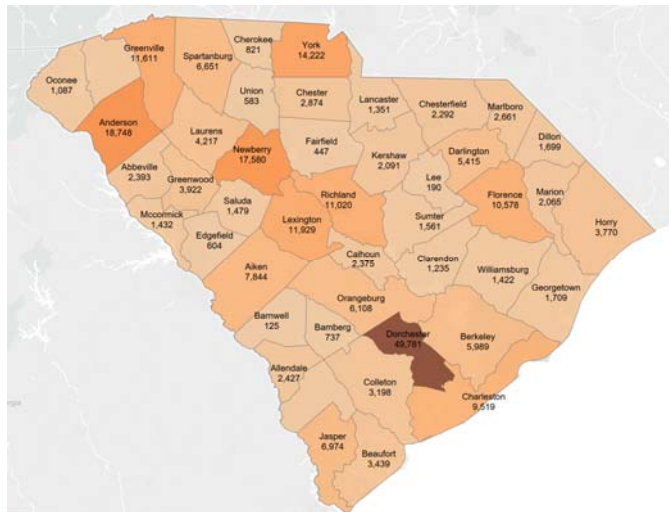 Cherokee
821
York
14,222
Greenville
11,611
Spartanburg
6,651
Oconee
1,087
Union
583
Chester
2,874
Lancaster
1,351
Chesterfield
2,292
Marlboro
2,661
Anderson
18,748
Dillon
1,699
Laurens
4,217
Newberry
17,580
Fairfield
447
Kershaw
2,091
Darlington
5,415
Abbeville
2,393
Greenwood
3,922
Lee
190
Florence
10,578
Marion
2,065
Saluda
1,479
Richland
11,020
Mccormick
1,432
Lexington
11,929
Sumter
1,561
Horry
3,770
Edgefield
604
Calhoun
2,375
Clarendon
1,235
Aiken
7,844
Williamsburg
1,422
Georgetown
1,709
Orangeburg
6,108
Barnwell
125
Bamberg
737
Dorchester
49,781
Berkeley
5,989
Allendale
2,427
Colleton
3,198
Charleston
9,519
Jasper
6,974
Beaufort
3,439